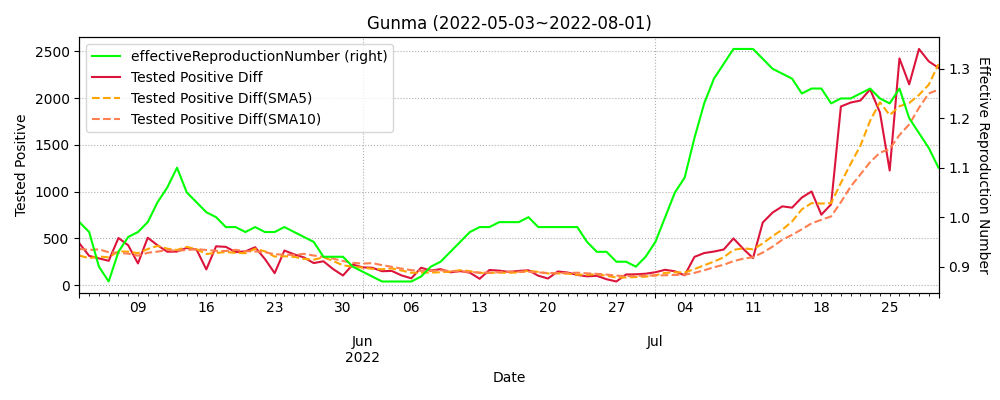 Gunma (2022-05-03~2022-08-01)
effectiveReproductionNumber (right)
Tested Positive Diff
Tested Positive Diff(SMA5)
Tested Positive Diff(SMA10)
Tested Positive
2500
2000
1500
1000
500
0
Effective Reproduction Number
1.3
1.2
1.1
1.0
0.9
09 16 23 30 06 13 20 27 04 11 18 25
Jun Jul
2022
Date